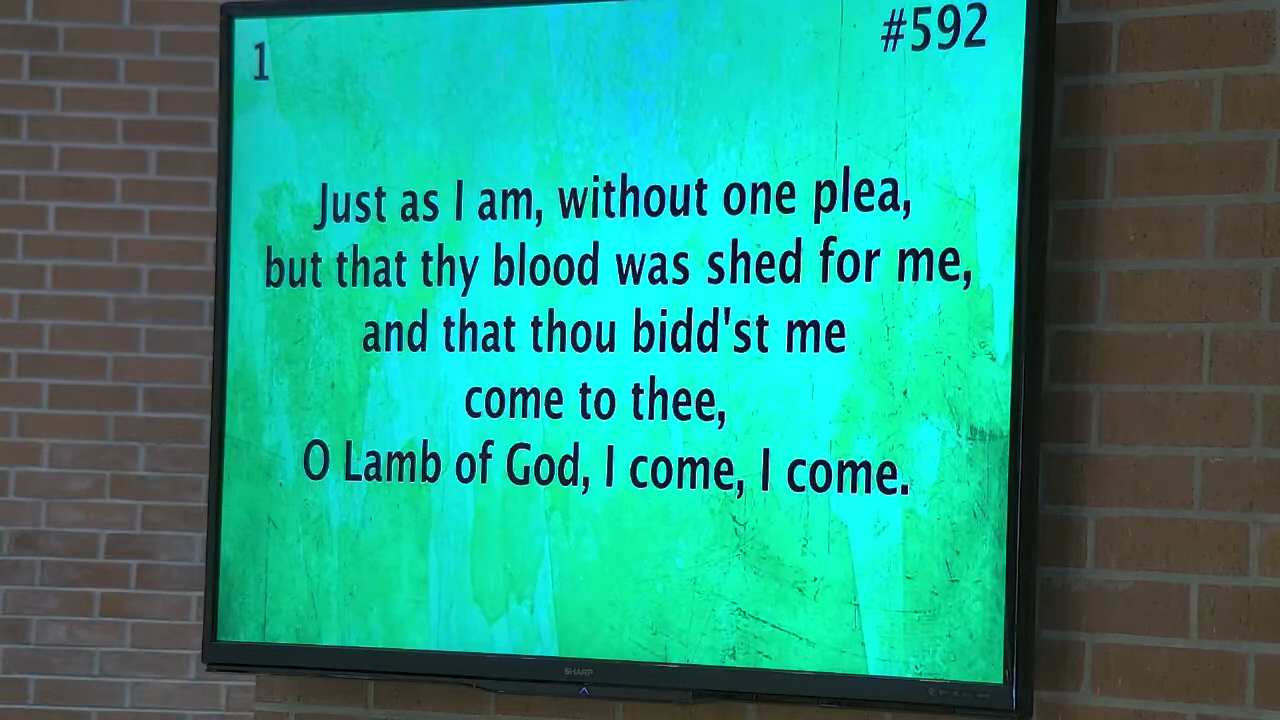 1
#592
Just as I am, without one plea,
but that thy blood was shed for me,
and that thou bidd'st me
come to thee,
O Lamb of God, I come, I come.
SHARP